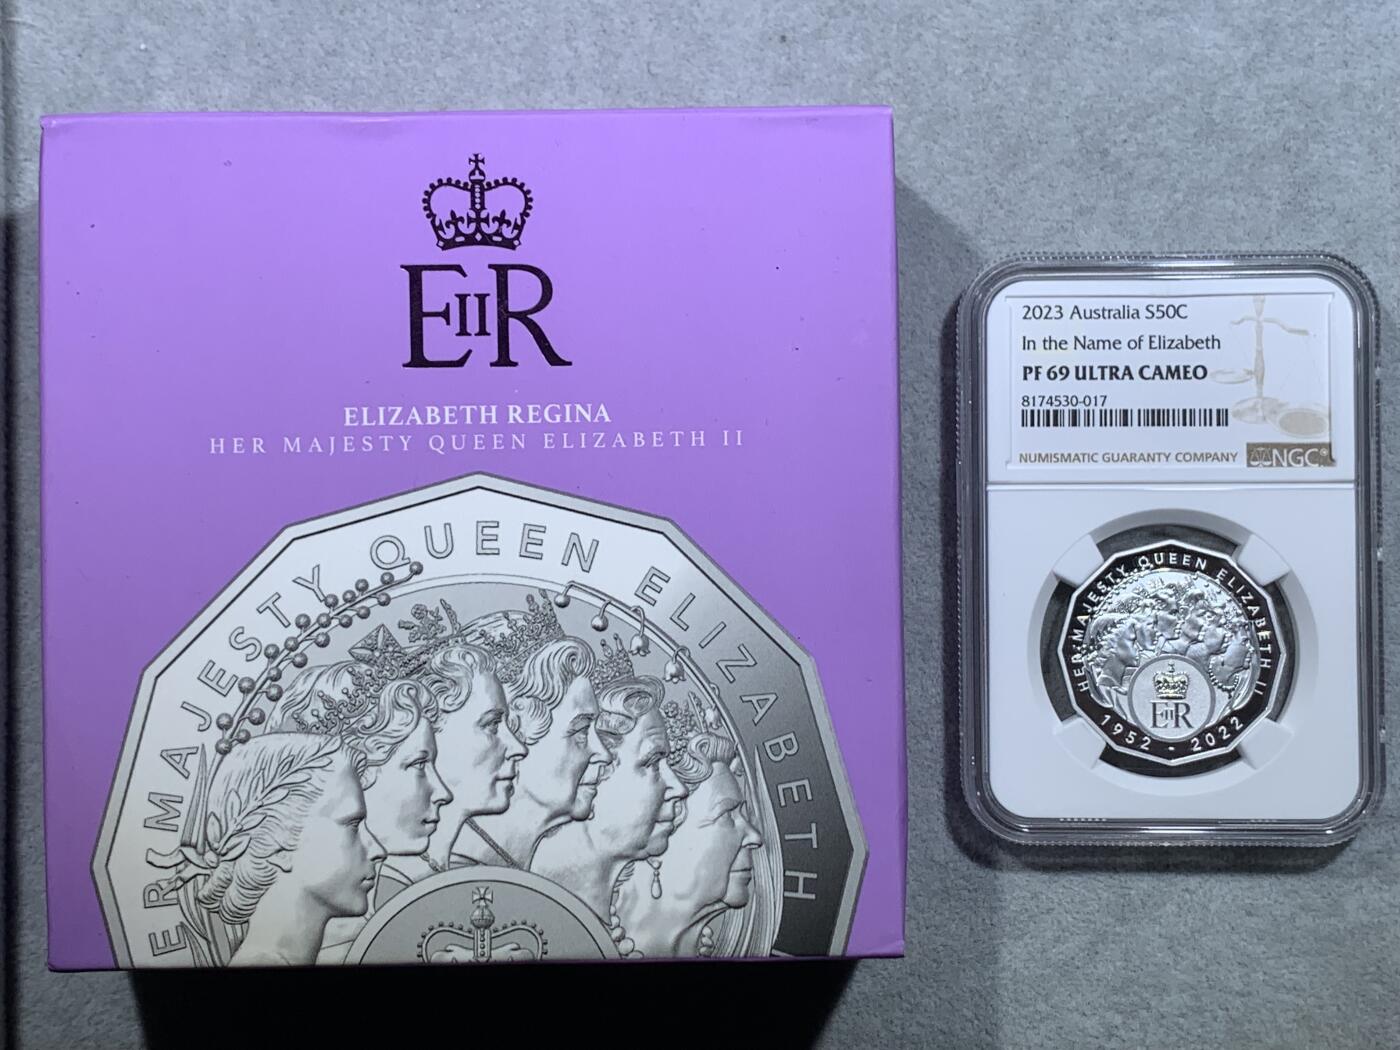 EIIR
ELIZABETH REGINA
HER MAJESTY QUEEN ELIZABETH II
ER MAJESTY QUEEN ELIZABETH
2023 Australia S50C
In the Name of Elizabeth
PF 69 ULTRA CAMEO
8174530-017
NUMISMATIC GUARANTY COMPANY NGC
HER MAJESTY QUEEN ELIZABETH II
EIIR
1952 - 2022